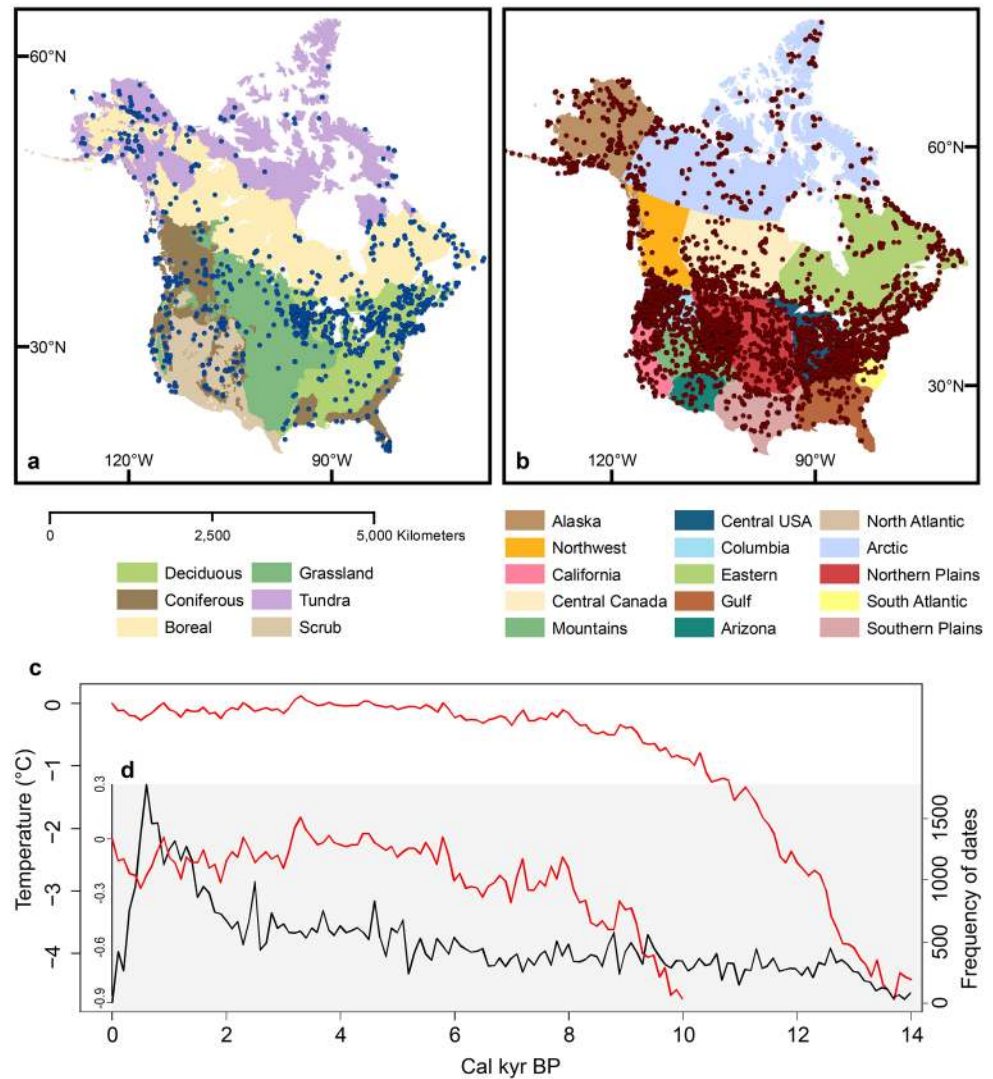 60°N
30°N
a
120°W
90°W
60°N
30°N
b
120°W
90°W
0
2,500
5,000 Kilometers
Deciduous
Coniferous
Boreal
Grassland
Tundra
Scrub
Alaska
Northwest
California
Central Canada
Mountains
Central USA
Columbia
Eastern
Gulf
Arizona
North Atlantic
Arctic
Northern Plains
South Atlantic
Southern Plains
c
Temperature (°C)
0
−1
−2
−3
−4
d
0.3
0
-0.3
-0.6
-0.9
1500
1000
500
0
Frequency of dates
0 2 4 6 8 10 12 14
Cal kyr BP